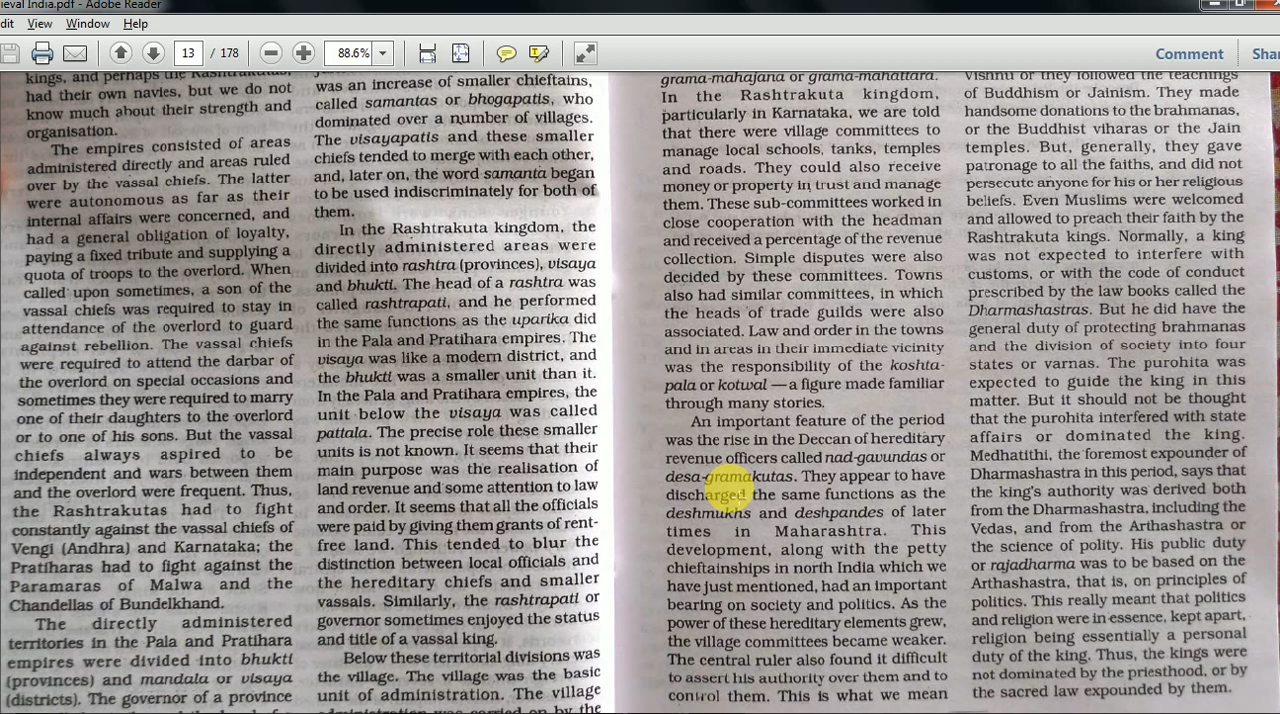 ieval India.pdf - Adobe Reader
dit View Window Help
13 / 178 88.6% Comment Shar
kings, and perhaps the Rashtrakutas,
had their own navies, but we do not
know much about their strength and
organisation.
The empires consisted of areas
administered directly and areas ruled
over by the vassal chiefs. The latter
were autonomous as far as their
internal affairs were concerned, and
had a general obligation of loyalty,
paying a fixed tribute and supplying a
quota of troops to the overlord. When
called upon sometimes, a son of the
vassal chiefs was required to stay in
attendance of the overlord to guard
against rebellion. The vassal chiefs
were required to attend the darbar of
the overlord on special occasions and
sometimes they were required to marry
one of their daughters to the overlord
or to one of his sons. But the vassal
chiefs always aspired to be
independent and wars between them
and the overlord were frequent. Thus,
the Rashtrakutas had to fight
constantly against the vassal chiefs of
Vengi (Andhra) and Karnataka; the
Pratiharas had to fight against the
Paramaras of Malwa and the
Chandellas of Bundelkhand.
The directly administered
territories in the Pala and Pratihara
empires were divided into bhukti
(provinces) and mandala or visaya
(districts). The governor of a province
was an increase of smaller chieftains,
called samantas or bhogapatis, who
dominated over a number of villages.
The visayapatis and these smaller
chiefs tended to merge with each other,
and, later on, the word samanta began
to be used indiscriminately for both of
them.
In the Rashtrakuta kingdom, the
directly administered areas were
divided into rashtra (provinces), visaya
and bhukti. The head of a rashtra was
called rashtrapati, and he performed
the same functions as the uparika did
in the Pala and Pratihara empires. The
visaya was like a modern district, and
the bhukti was a smaller unit than it.
In the Pala and Pratihara empires, the
unit below the visaya was called
pattala. The precise role these smaller
units is not known. It seems that their
main purpose was the realisation of
land revenue and some attention to law
and order. It seems that all the officials
were paid by giving them grants of rent-
free land. This tended to blur the
distinction between local officials and
the hereditary chiefs and smaller
vassals. Similarly, the rashtrapati or
governor sometimes enjoyed the status
and title of a vassal king.
Below these territorial divisions was
the village. The village was the basic
unit of administration. The village
administration was carried on by the
grama-mahajana or grama-mahattara.
In the Rashtrakuta kingdom,
particularly in Karnataka, we are told
that there were village committees to
manage local schools, tanks, temples
and roads. They could also receive
money or property in trust and manage
them. These sub-committees worked in
close cooperation with the headman
and received a percentage of the revenue
collection. Simple disputes were also
decided by these committees. Towns
also had similar committees, in which
the heads of trade guilds were also
associated. Law and order in the towns
and in areas in their immediate vicinity
was the responsibility of the koshta-
pala or kotwal —a figure made familiar
through many stories.
An important feature of the period
was the rise in the Deccan of hereditary
revenue officers called nad-gavundas or
desa-gramakutas. They appear to have
discharged the same functions as the
deshmukhs and deshpandes of later
times in Maharashtra. This
development, along with the petty
chieftainships in north India which we
have just mentioned, had an important
bearing on society and politics. As the
power of these hereditary elements grew,
the village committees became weaker.
The central ruler also found it difficult
to assert his authority over them and to
control them. This is what we mean
Vishnu or they followed the teachings
of Buddhism or Jainism. They made
handsome donations to the brahmanas,
or the Buddhist viharas or the Jain
temples. But, generally, they gave
patronage to all the faiths, and did not
persecute anyone for his or her religious
beliefs. Even Muslims were welcomed
and allowed to preach their faith by the
Rashtrakuta kings. Normally, a king
was not expected to interfere with
customs, or with the code of conduct
prescribed by the law books called the
Dharmashastras. But he did have the
general duty of protecting brahmanas
and the division of society into four
states or varnas. The purohita was
expected to guide the king in this
matter. But it should not be thought
that the purohita interfered with state
affairs or dominated the king.
Medhatithi, the foremost expounder of
Dharmashastra in this period, says that
the king's authority was derived both
from the Dharmashastra, including the
Vedas, and from the Arthashastra or
the science of polity. His public duty
or rajadharma was to be based on the
Arthashastra, that is, on principles of
politics. This really meant that politics
and religion were in essence, kept apart,
religion being essentially a personal
duty of the king. Thus, the kings were
not dominated by the priesthood, or by
the sacred law expounded by them.